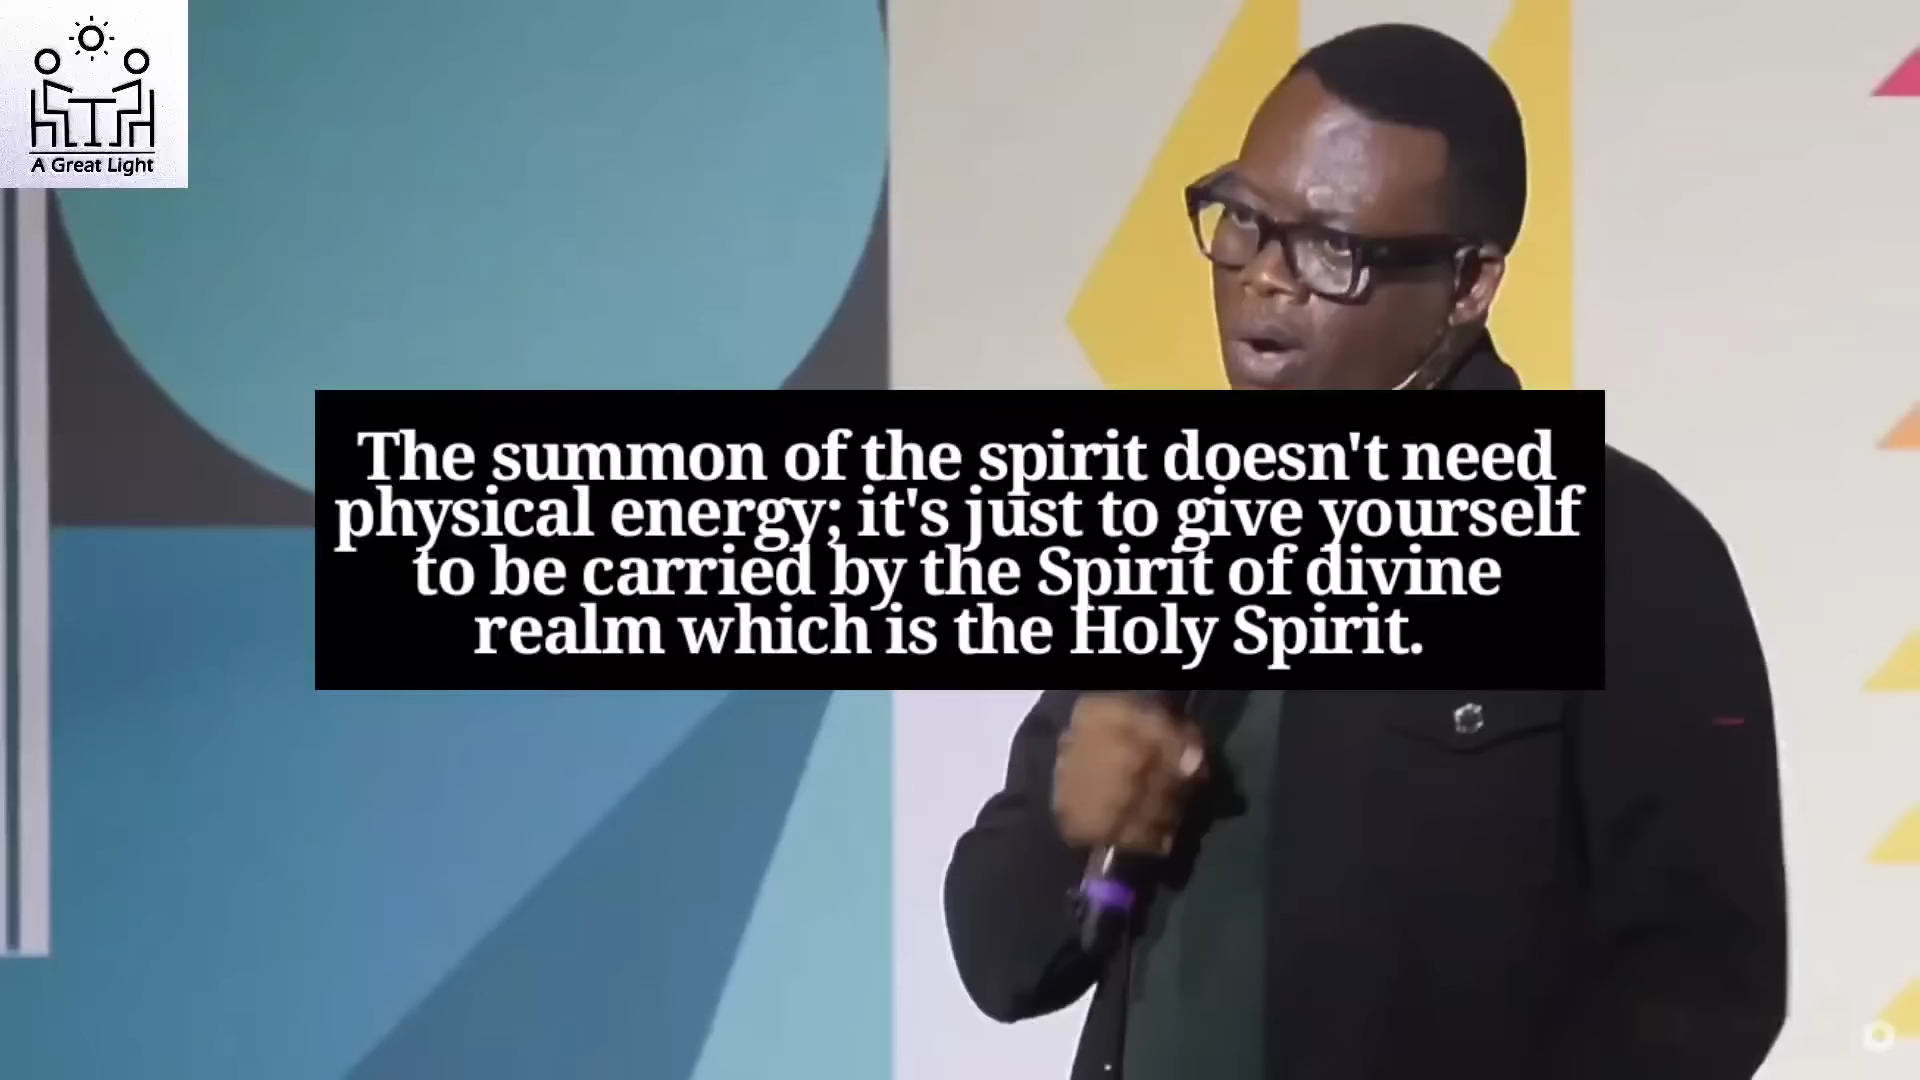 A Great Light
The summon of the spirit doesn't need
physical energy; it's just to give yourself
to be carried by the Spirit of divine
realm which is the Holy Spirit.